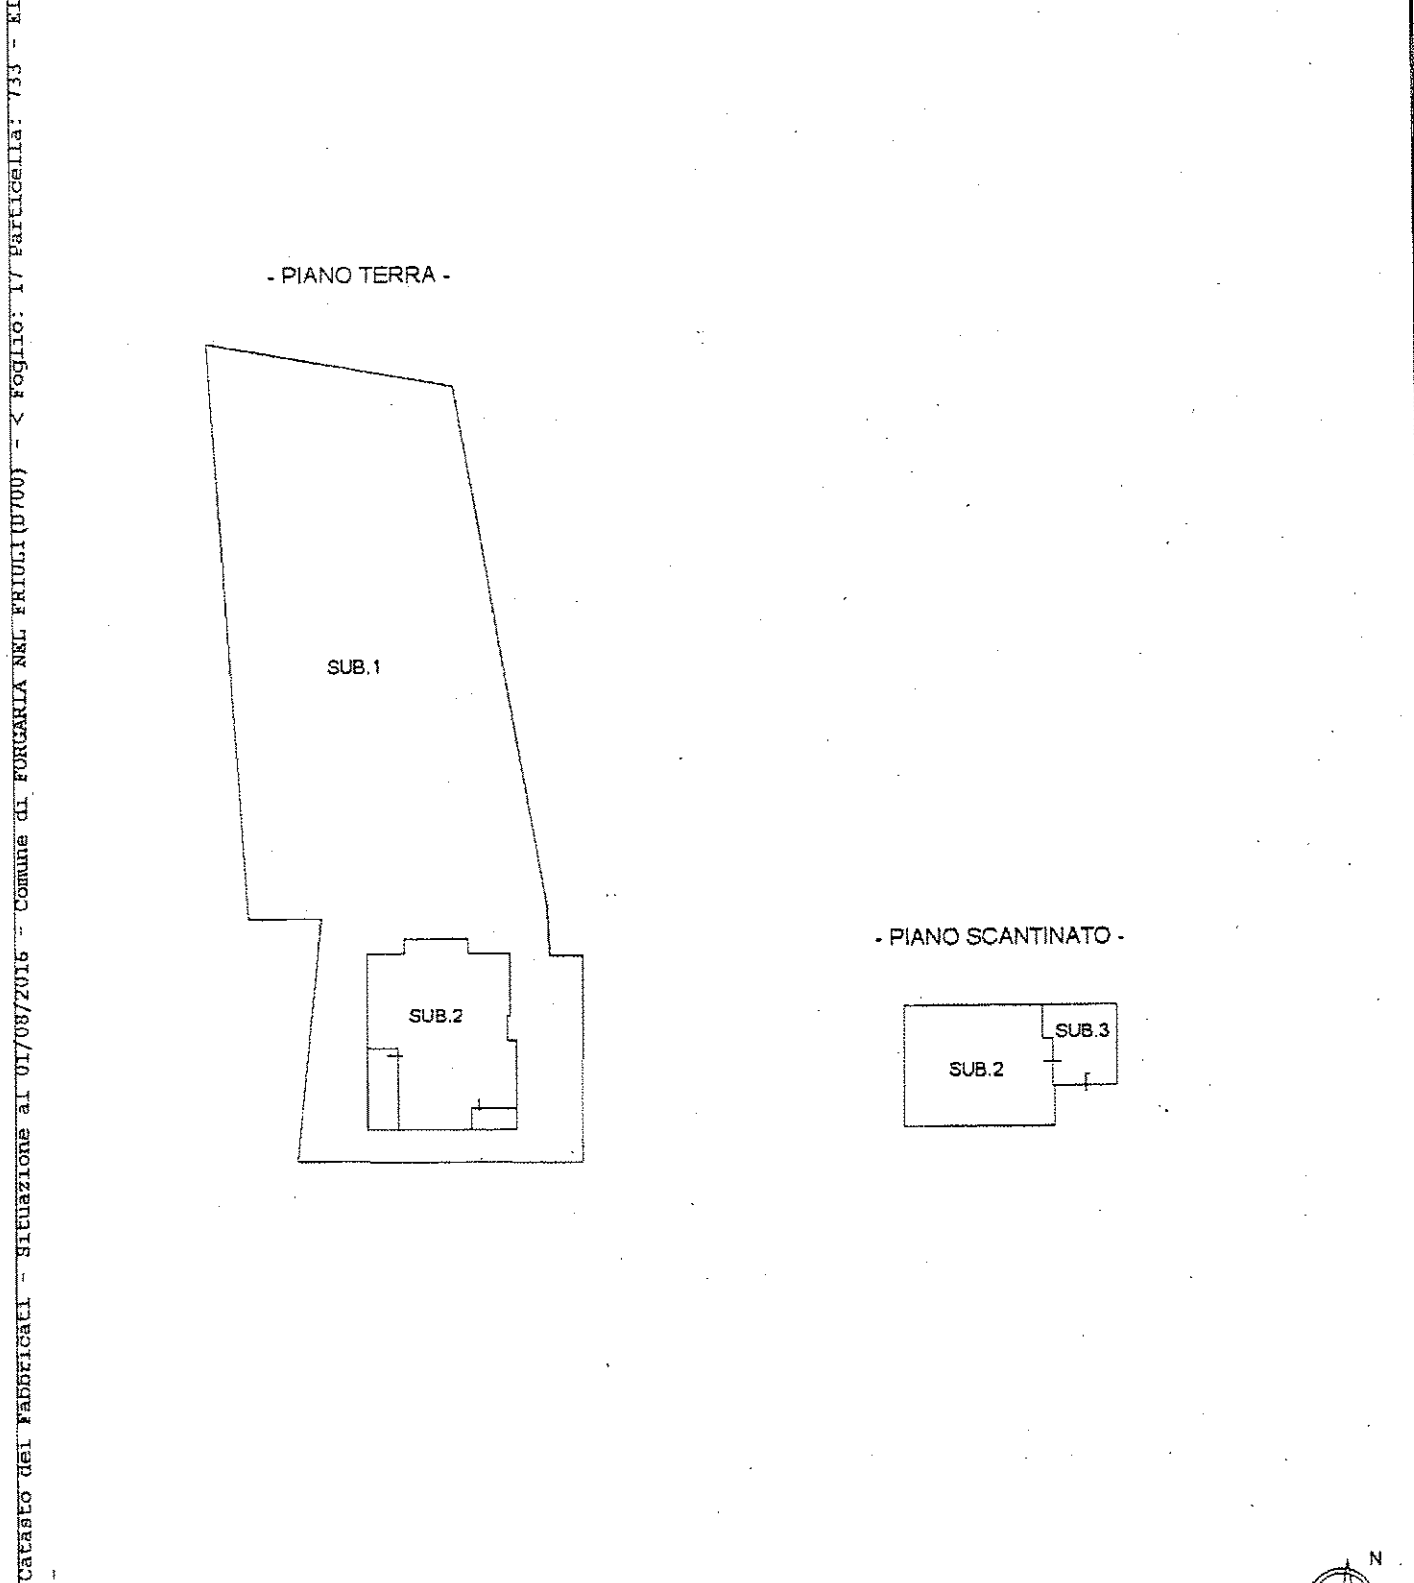 Catasto dei Fabbricati - Situazione al 01/08/2016 - Comune di FORGARIA NEL FRIULI(D700) - < Foglio: 17 Particella: 733 - El
- PIANO TERRA -
SUB.1
SUB.2
- PIANO SCANTINATO -
SUB.2
SUB.3
N